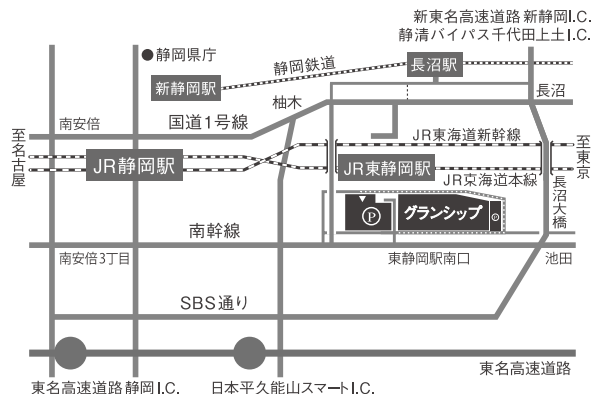 新東名高速道路 新静岡I.C.
静清バイパス千代田上土I.C.
静岡県庁
静岡鉄道
長沼駅
新静岡駅
柚木
長沼
南安倍
国道1号線
JR東海道新幹線
至名古屋
JR静岡駅
JR東静岡駅
至東京
JR東海道本線
長沼大橋
P
グランシップ
南幹線
南安倍3丁目
東静岡駅南口
池田
SBS通り
東名高速道路
東名高速道路 静岡I.C.
日本平久能山スマートI.C.